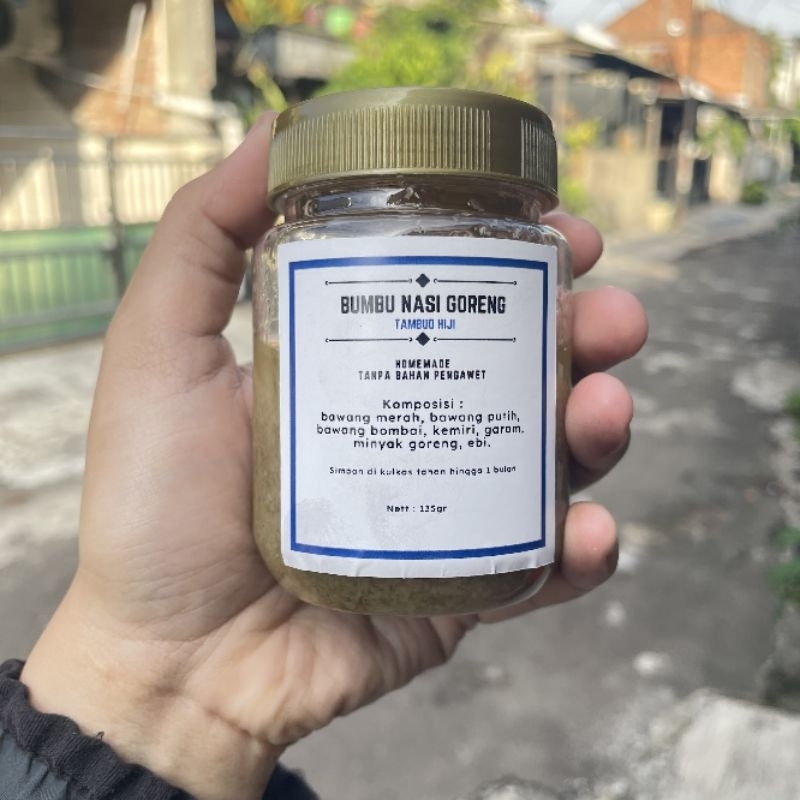 BUMBU NASI GORENG
TAMBUO HIJI
HOMEMADE
TANPA BAHAN PENGAWET
Komposisi :
bawang merah, bawang putih,
bawang bombai, kemiri, garam.
minyak goreng, ebi.
Simpan di kulkas tahan hingga 1 bulan
Nett : 135gr